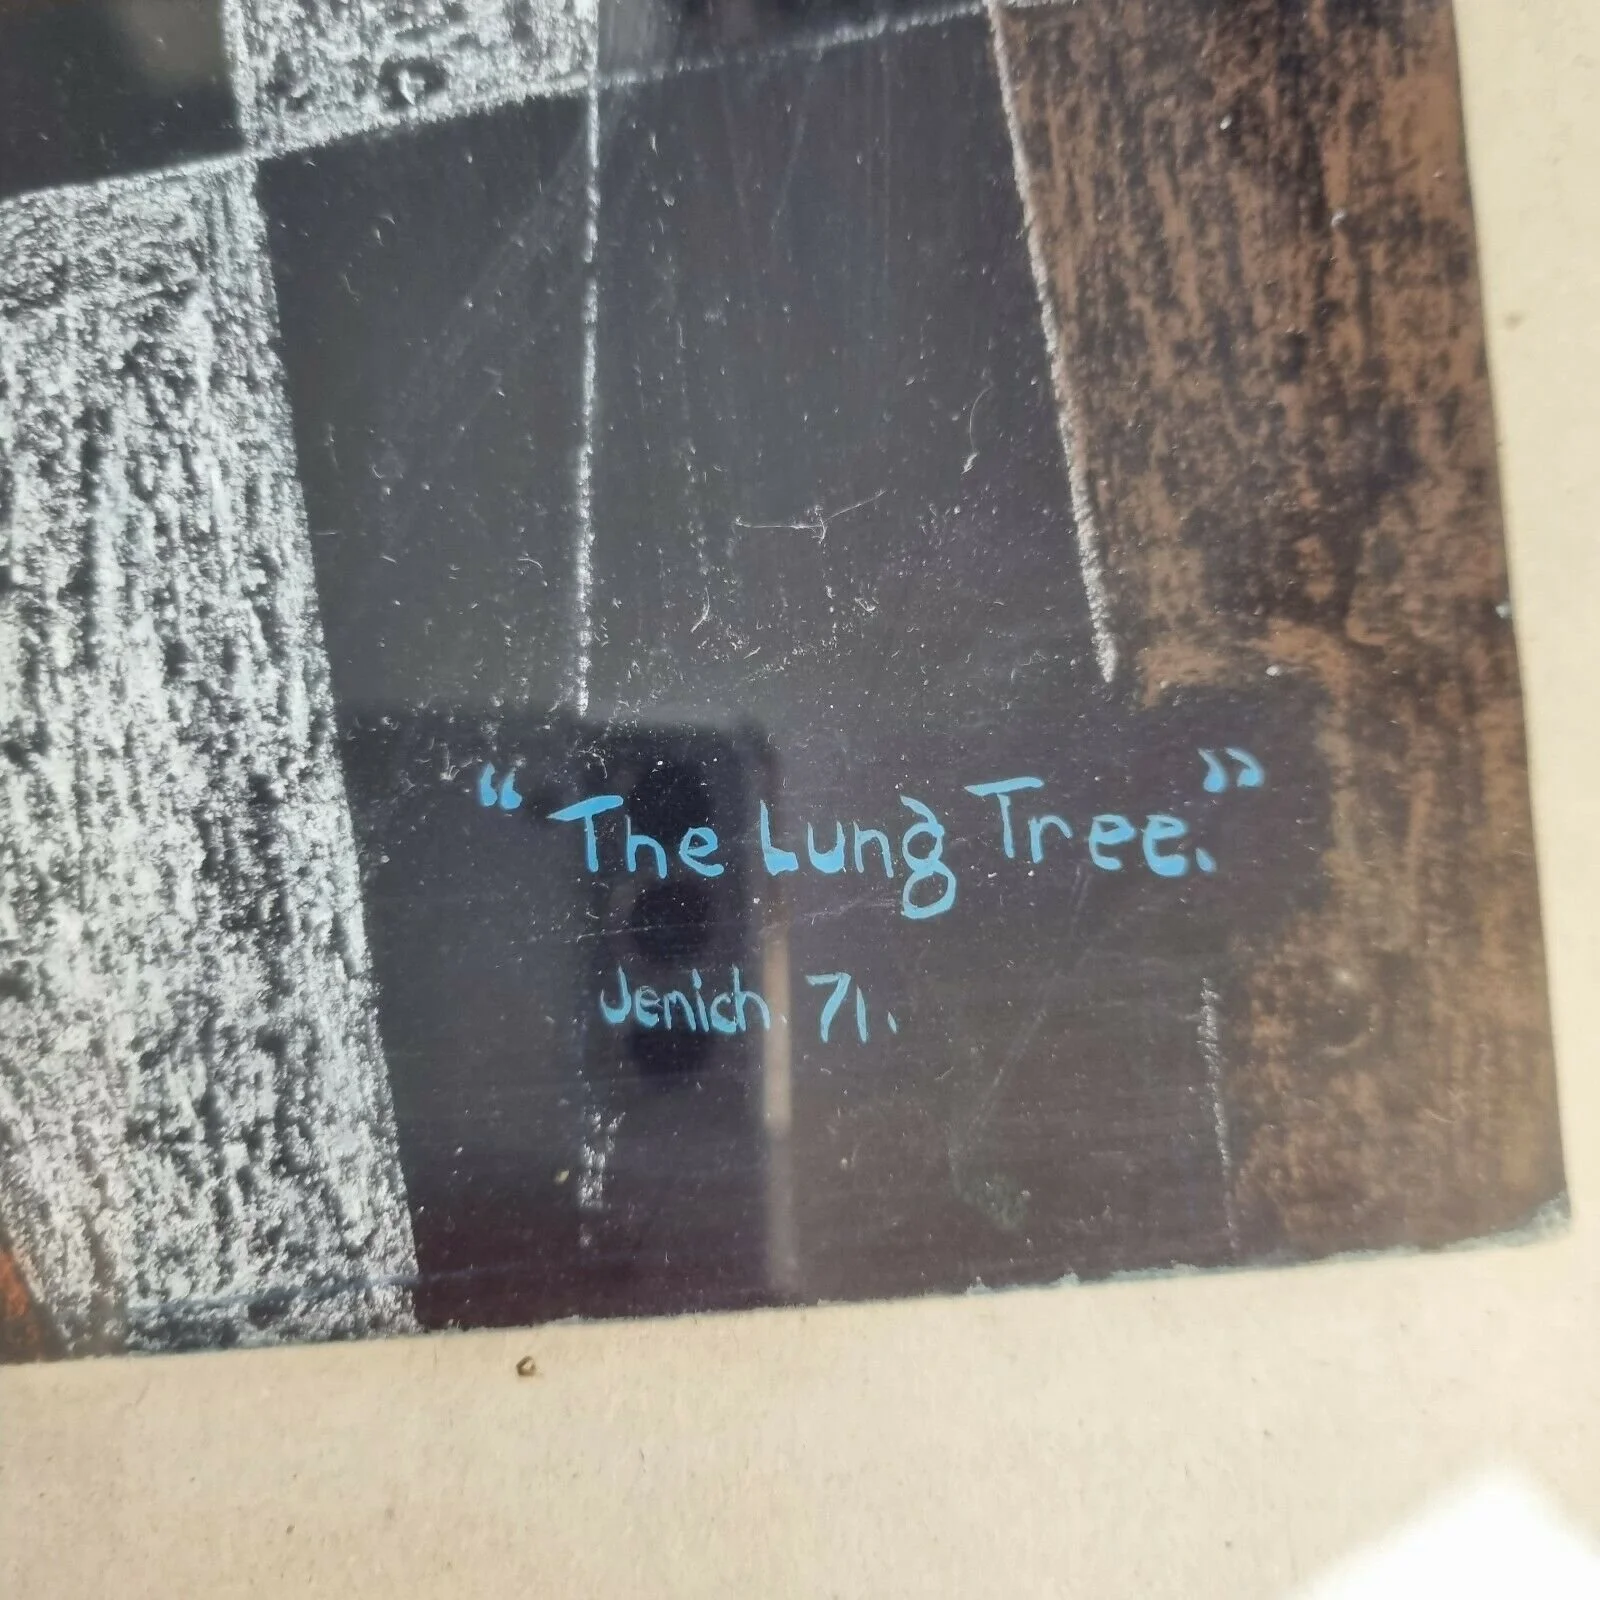 “The Lung Tree.”
Jenich. 71.